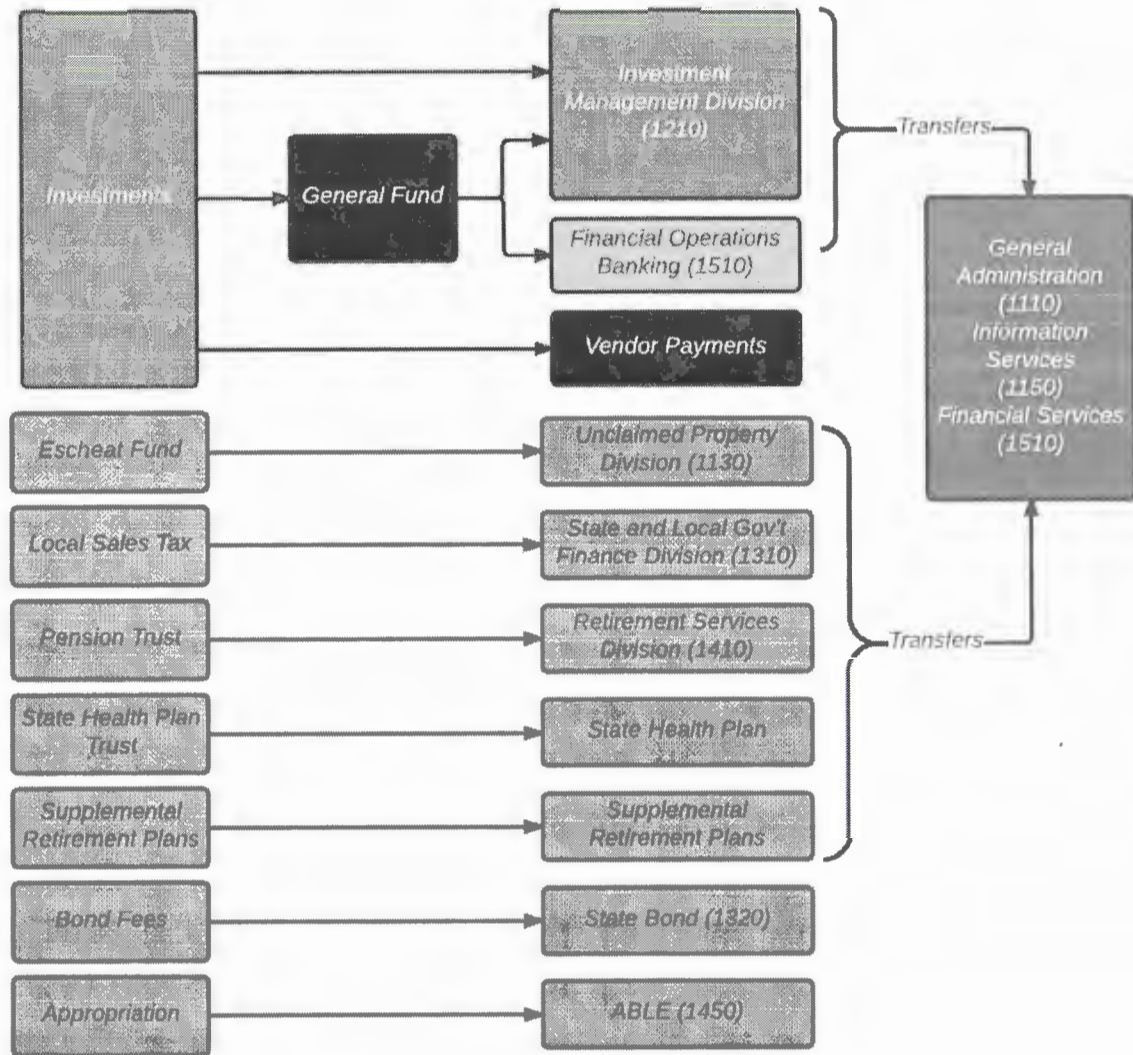 Investments
General Fund
Investment
Management Division
(1210)
Financial Operations
Banking (1510)
Vendor Payments
Transfers
General
Administration
(1110)
Information
Services
(1150)
Financial Services
(1510)
Escheat Fund
Unclaimed Property
Division (1130)
Local Sales Tax
State and Local Gov't
Finance Division (1310)
Pension Trust
Retirement Services
Division (1410)
Transfers
State Health Plan
Trust
State Health Plan
Supplemental
Retirement Plans
Supplemental
Retirement Plans
Bond Fees
State Bond (1320)
Appropriation
ABLE (1450)